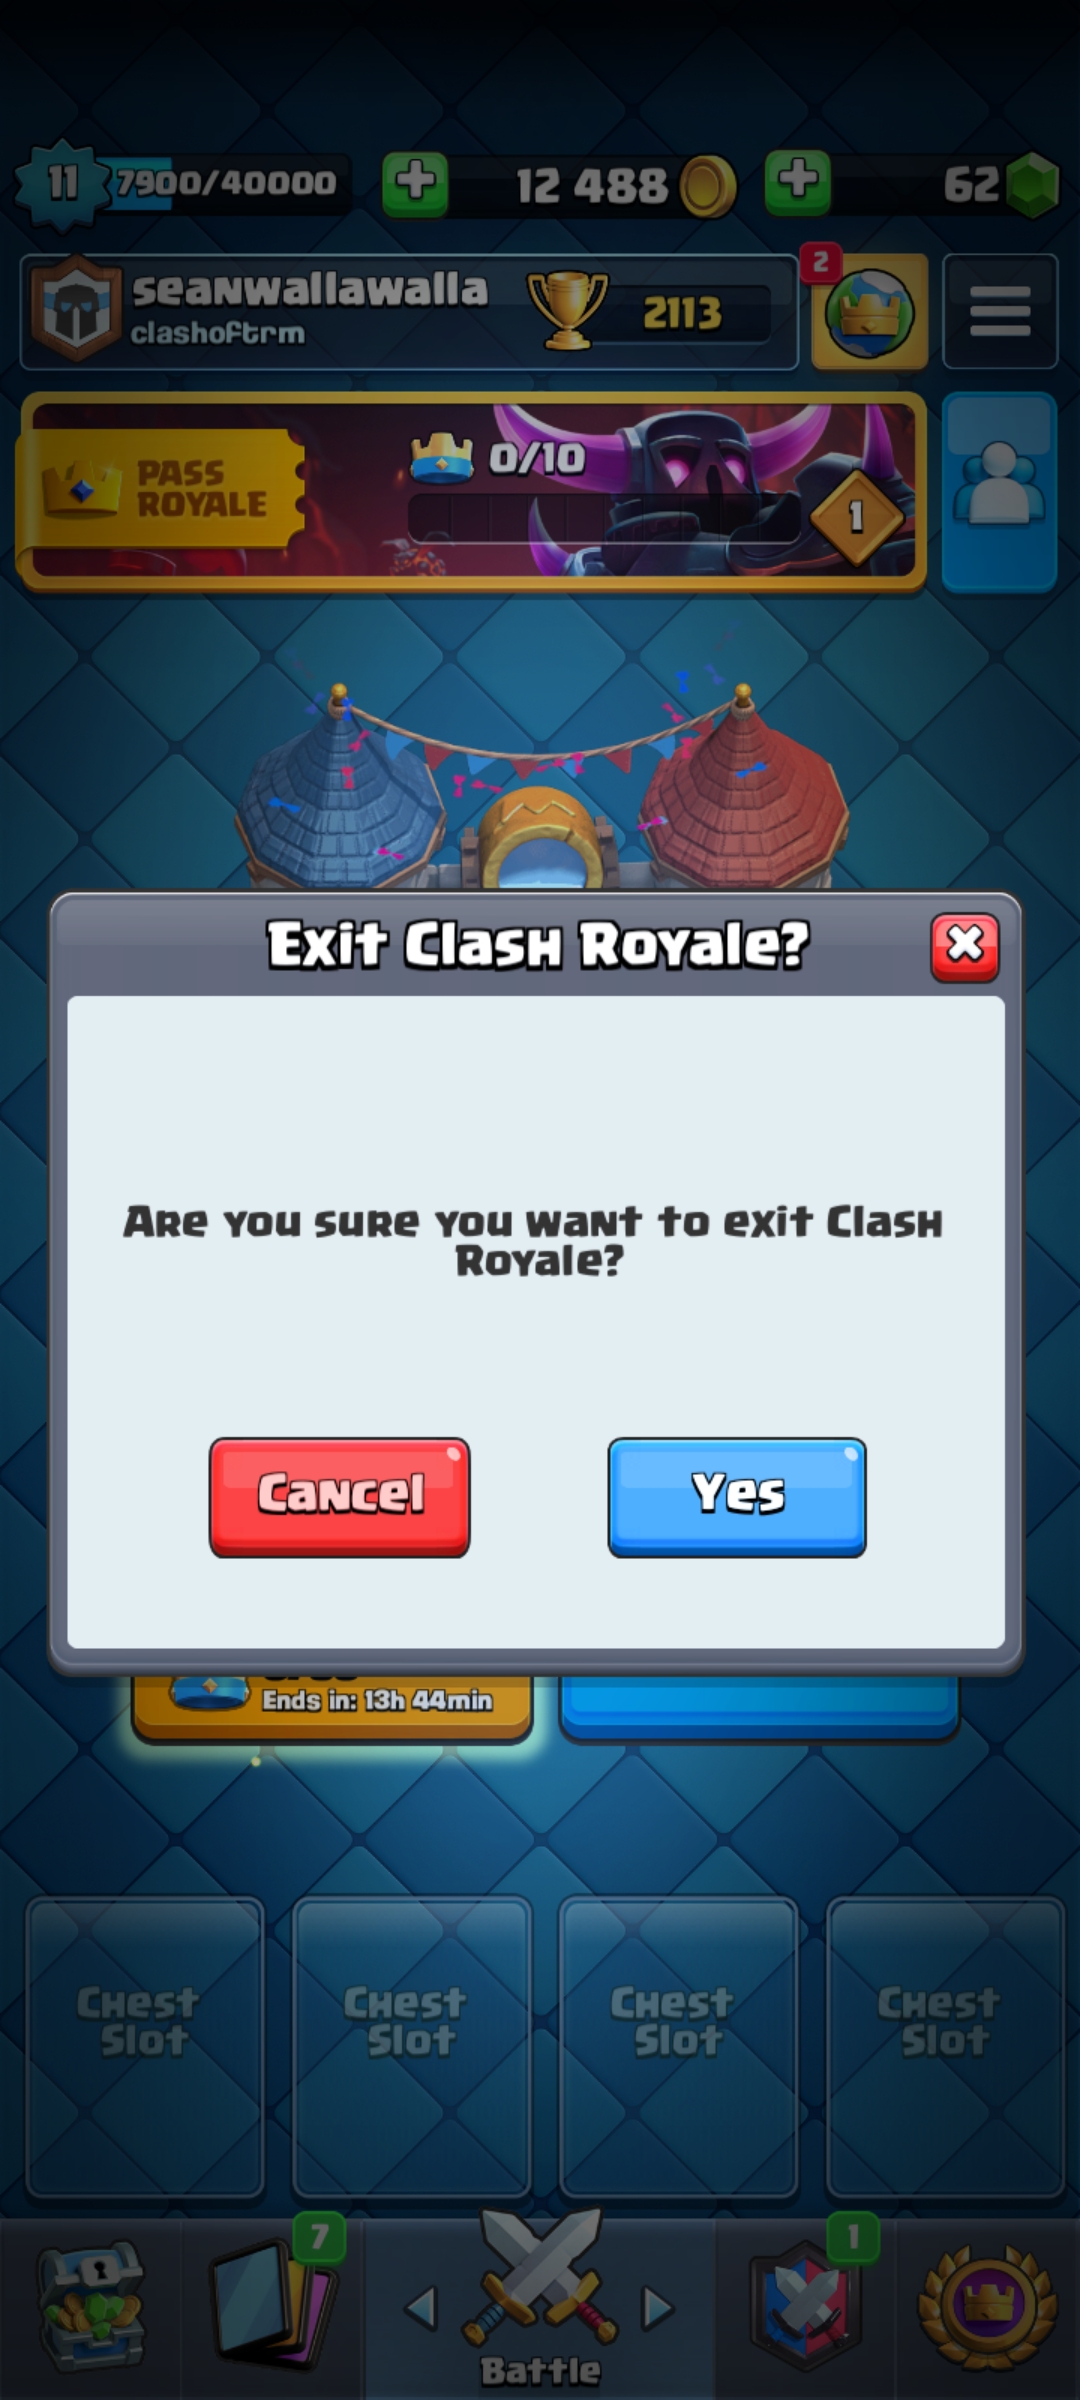 11
7900/40000
12 488
62
seanwallawalla
clashoftrm
2113
2
PASS
ROYALE
0/10
1
Exit Clash Royale?
Are you sure you want to exit Clash
Royale?
Cancel
Yes
Ends in: 13h 44min
Chest
Slot
Chest
Slot
Chest
Slot
Chest
Slot
7
1
Battle